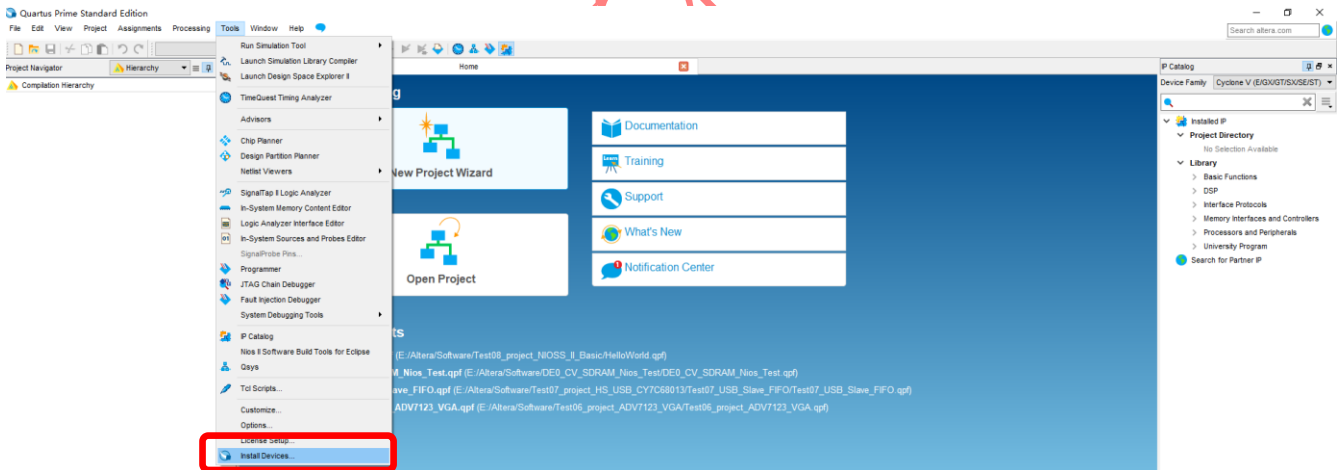 Quartus Prime Standard Edition
File Edit View Project Assignments Processing Tools Window Help
Search altera.com
Project Navigator
Hierarchy
Compilation Hierarchy
Run Simulation Tool
Launch Simulation Library Compiler
Launch Design Space Explorer II
TimeQuest Timing Analyzer
Advisors
Chip Planner
Design Partition Planner
Netlist Viewers
SignalTap II Logic Analyzer
In-System Memory Content Editor
Logic Analyzer Interface Editor
In-System Sources and Probes Editor
SignalProbe Pins...
Programmer
JTAG Chain Debugger
Fault Injection Debugger
System Debugging Tools
IP Catalog
Nios II Software Build Tools for Eclipse
Qsys
Tcl Scripts...
Customize...
Options...
License Setup...
Install Devices...
Home
g
New Project Wizard
Open Project
Documentation
Training
Support
What's New
1
Notification Center
ts
(E:/Altera/Software/Test08_project_NIOSS_II_Basic/HelloWorld.qpf)
M_Nios_Test.qpf (E:/Altera/Software/DE0_CV_SDRAM_Nios_Test/DE0_CV_SDRAM_Nios_Test.qpf)
ave_FIFO.qpf (E:/Altera/Software/Test07_project_HS_USB_CY7C68013/Test07_USB_Slave_FIFO/Test07_USB_Slave_FIFO.qpf)
ADV7123_VGA.qpf (E:/Altera/Software/Test06_project_ADV7123_VGA/Test06_project_ADV7123_VGA.qpf)
IP Catalog
Device Family Cyclone V (E/GX/GT/SX/SE/ST)
Installed IP
Project Directory
No Selection Available
Library
Basic Functions
DSP
Interface Protocols
Memory Interfaces and Controllers
Processors and Peripherals
University Program
Search for Partner IP